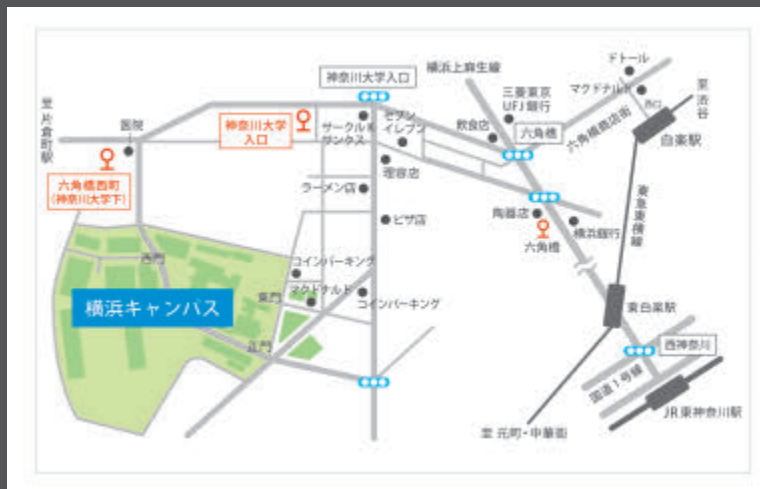 ドトール
神奈川大学入口
横浜上麻生線
三菱東京
UFJ銀行
マクドナルド
西口
至 渋谷
至 片倉町駅
医院
神奈川大学
入口
サークルK
サンクス
セブン
イレブン
飲食店
六角橋
六角橋商店街
白楽駅
六角橋西町
(神奈川大学下)
理容店
ラーメン店
東急東横線
ピザ店
陶器店
六角橋
横浜銀行
西門
コインパーキング
横浜キャンパス
東門
マクドナルド
コインパーキング
東白楽駅
正門
西神奈川
国道1号線
JR東神奈川駅
至 元町・中華街